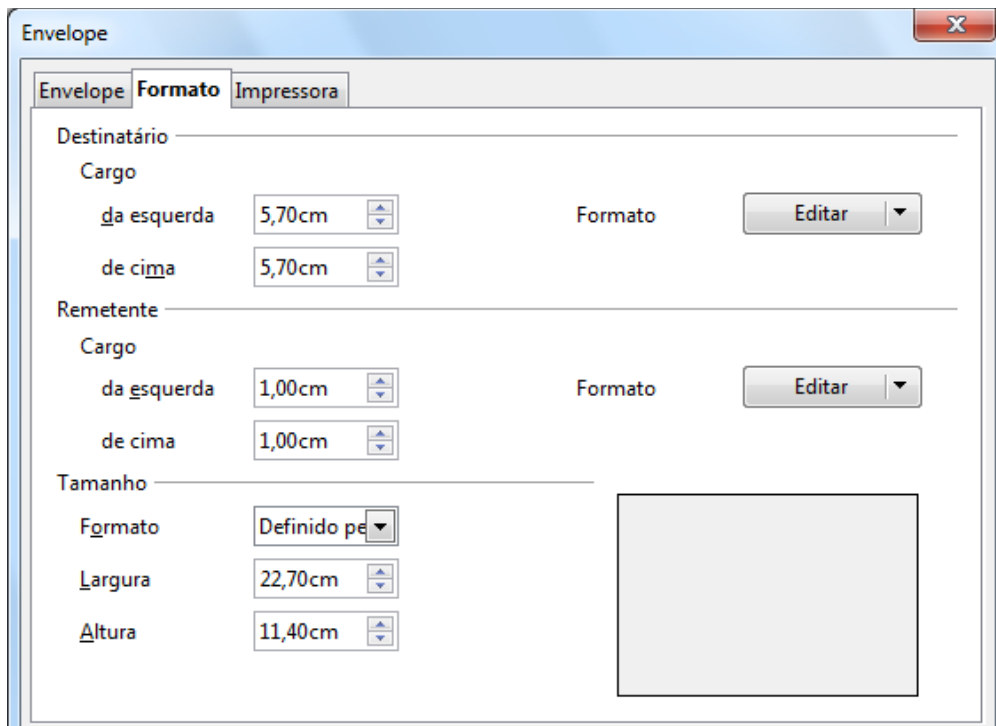 Envelope
Envelope Formato Impressora
Destinatário
Cargo
da esquerda 5,70cm Formato Editar
de cima 5,70cm
Remetente
Cargo
da esquerda 1,00cm Formato Editar
de cima 1,00cm
Tamanho
Formato Definido pe
Largura 22,70cm
Altura 11,40cm